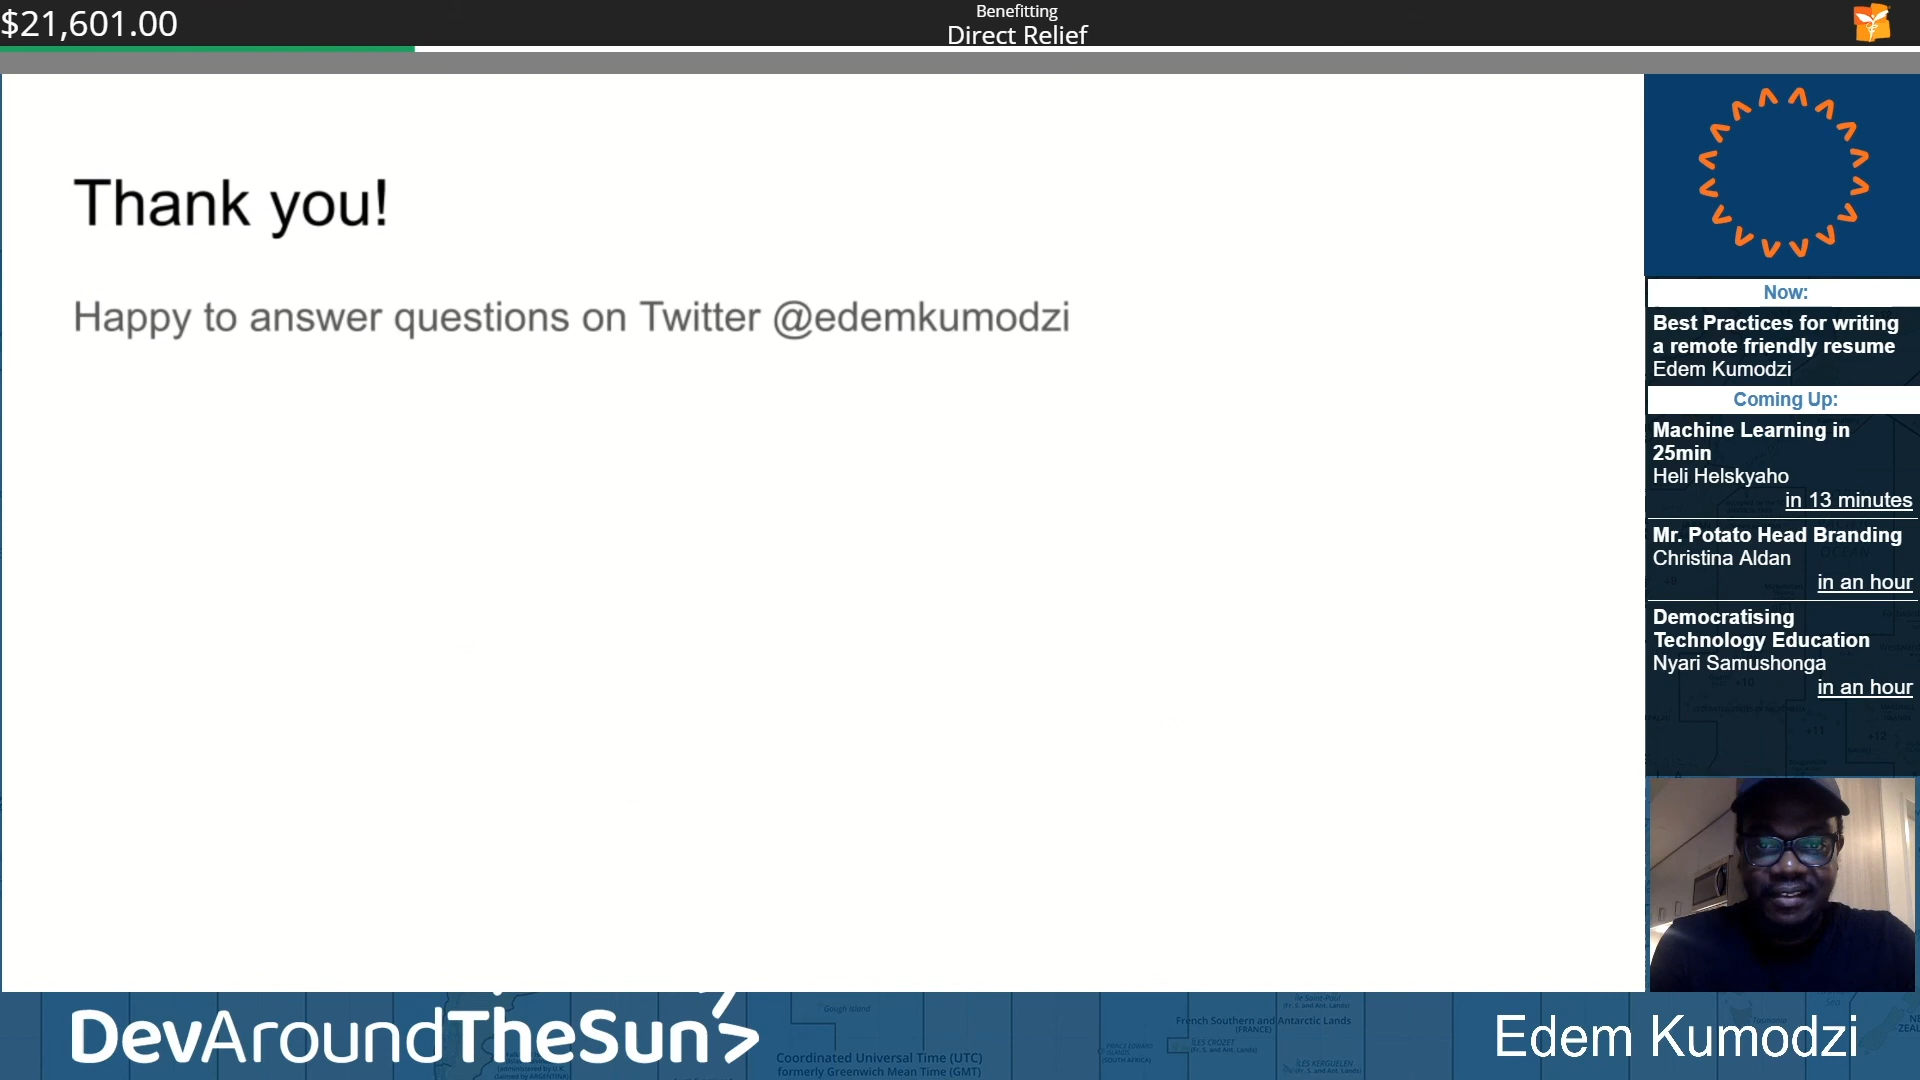 $21,601.00
Benefitting
Direct Relief
Thank you!
Happy to answer questions on Twitter @edemkumodzi
Now:
Best Practices for writing
a remote friendly resume
Edem Kumodzi
Coming Up:
Machine Learning in
25min
Heli Helskyaho
in 13 minutes
Mr. Potato Head Branding
Christina Aldan
in an hour
Democratising
Technology Education
Nyari Samushonga
in an hour
DevAroundTheSun
Edem Kumodzi
Gough Island
Coordinated Universal Time (UTC)
formerly Greenwich Mean Time (GMT)
French Southern and Antarctic Lands
(FRANCE)